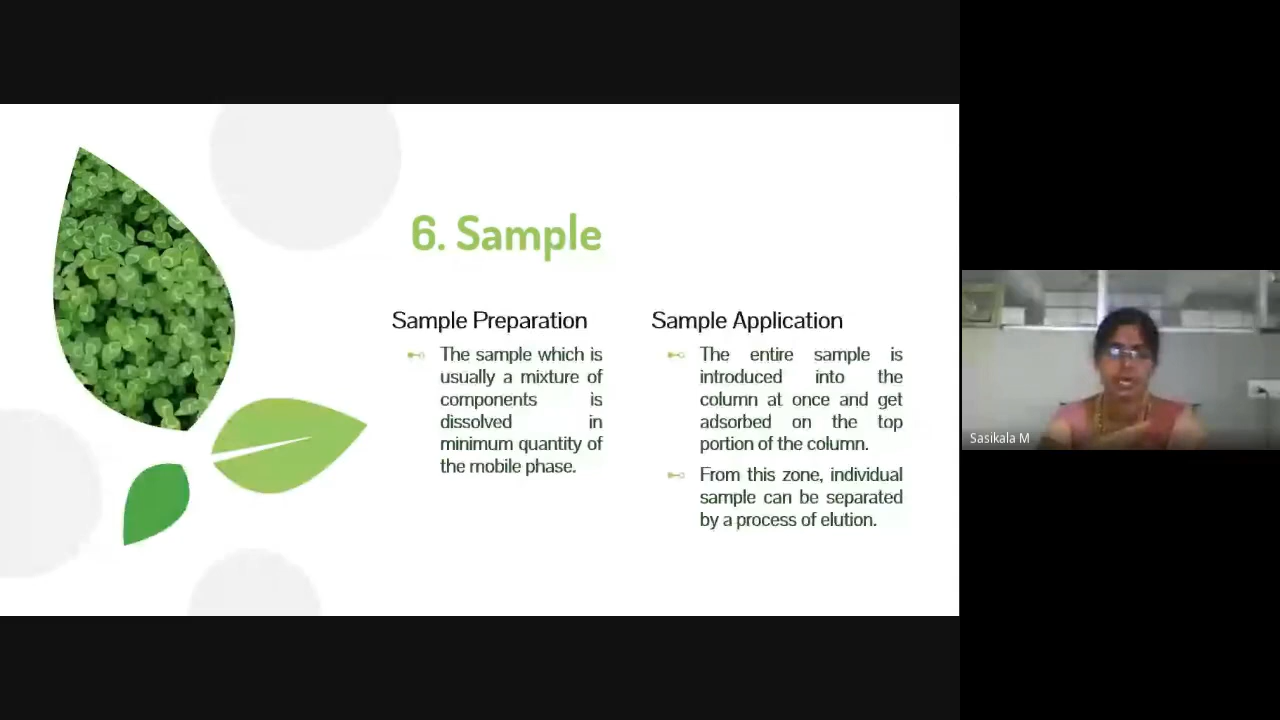 6. Sample
Sample Preparation
The sample which is
usually a mixture of
components is
dissolved in
minimum quantity of
the mobile phase.
Sample Application
The entire sample is
introduced into the
column at once and get
adsorbed on the top
portion of the column.
From this zone, individual
sample can be separated
by a process of elution.
Sasikala M